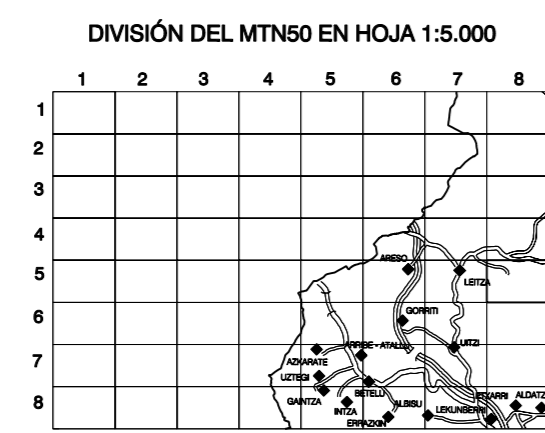 DIVISIÓN DEL MTN50 EN HOJA 1:5.000
1 2 3 4 5 6 7 8
1
2
3
4
ARESO
5
LEITZA
6
GORRITI
UITZI
ARRIBE - ATALLU
7
AZKARATE
UZTEGI
BETELU
8
GAINTZA
INTZA
ALBISU
LEKUNBERRI
ETXARRI
ERRAZKIN